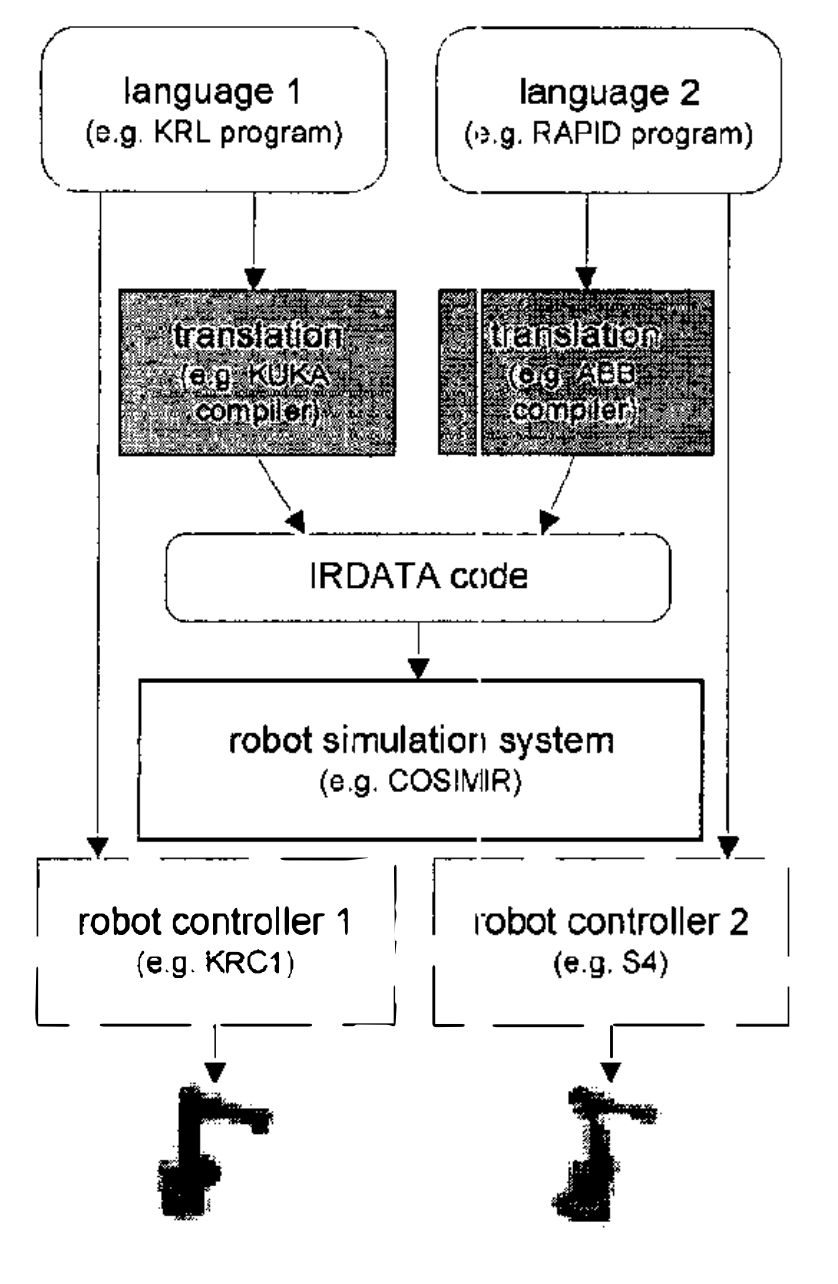 language 1
(e.g. KRL program)
language 2
(e.g. RAPID program)
translation
(e.g. KUKA
compiler)
translation
(e.g. ABB
compiler)
IRDATA code
robot simulation system
(e.g. COSIMIR)
robot controller 1
(e.g. KRC1)
robot controller 2
(e.g. S4)